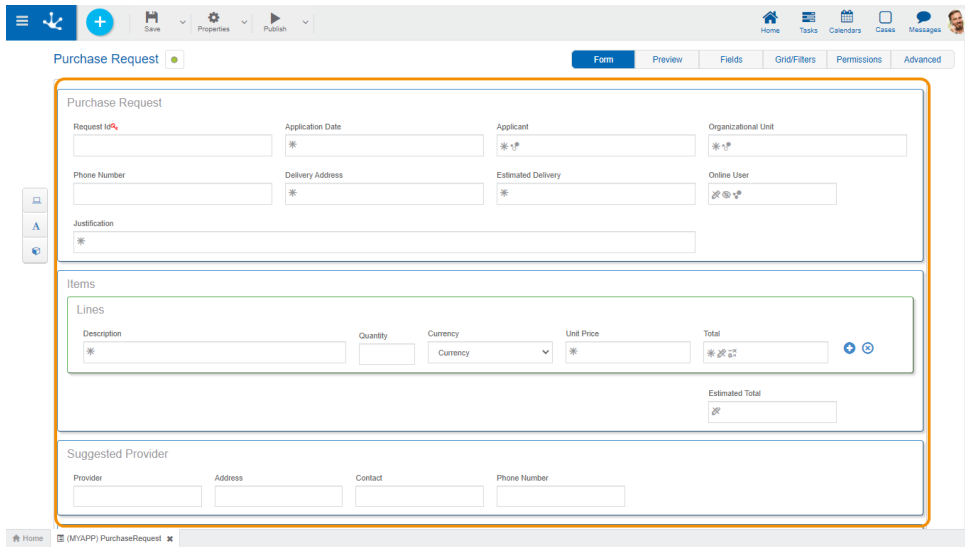 Save Properties Publish Home Tasks Calendars Cases Messages
Purchase Request Form Preview Fields Grid/Filters Permissions Advanced
Purchase Request
Request Id Application Date Applicant Organizational Unit
Phone Number Delivery Address Estimated Delivery Online User
A
Justification
Items
Lines
Description Quantity Currency Unit Price Total
Currency
Estimated Total
Suggested Provider
Provider Address Contact Phone Number
Home (MYAPP) PurchaseRequest